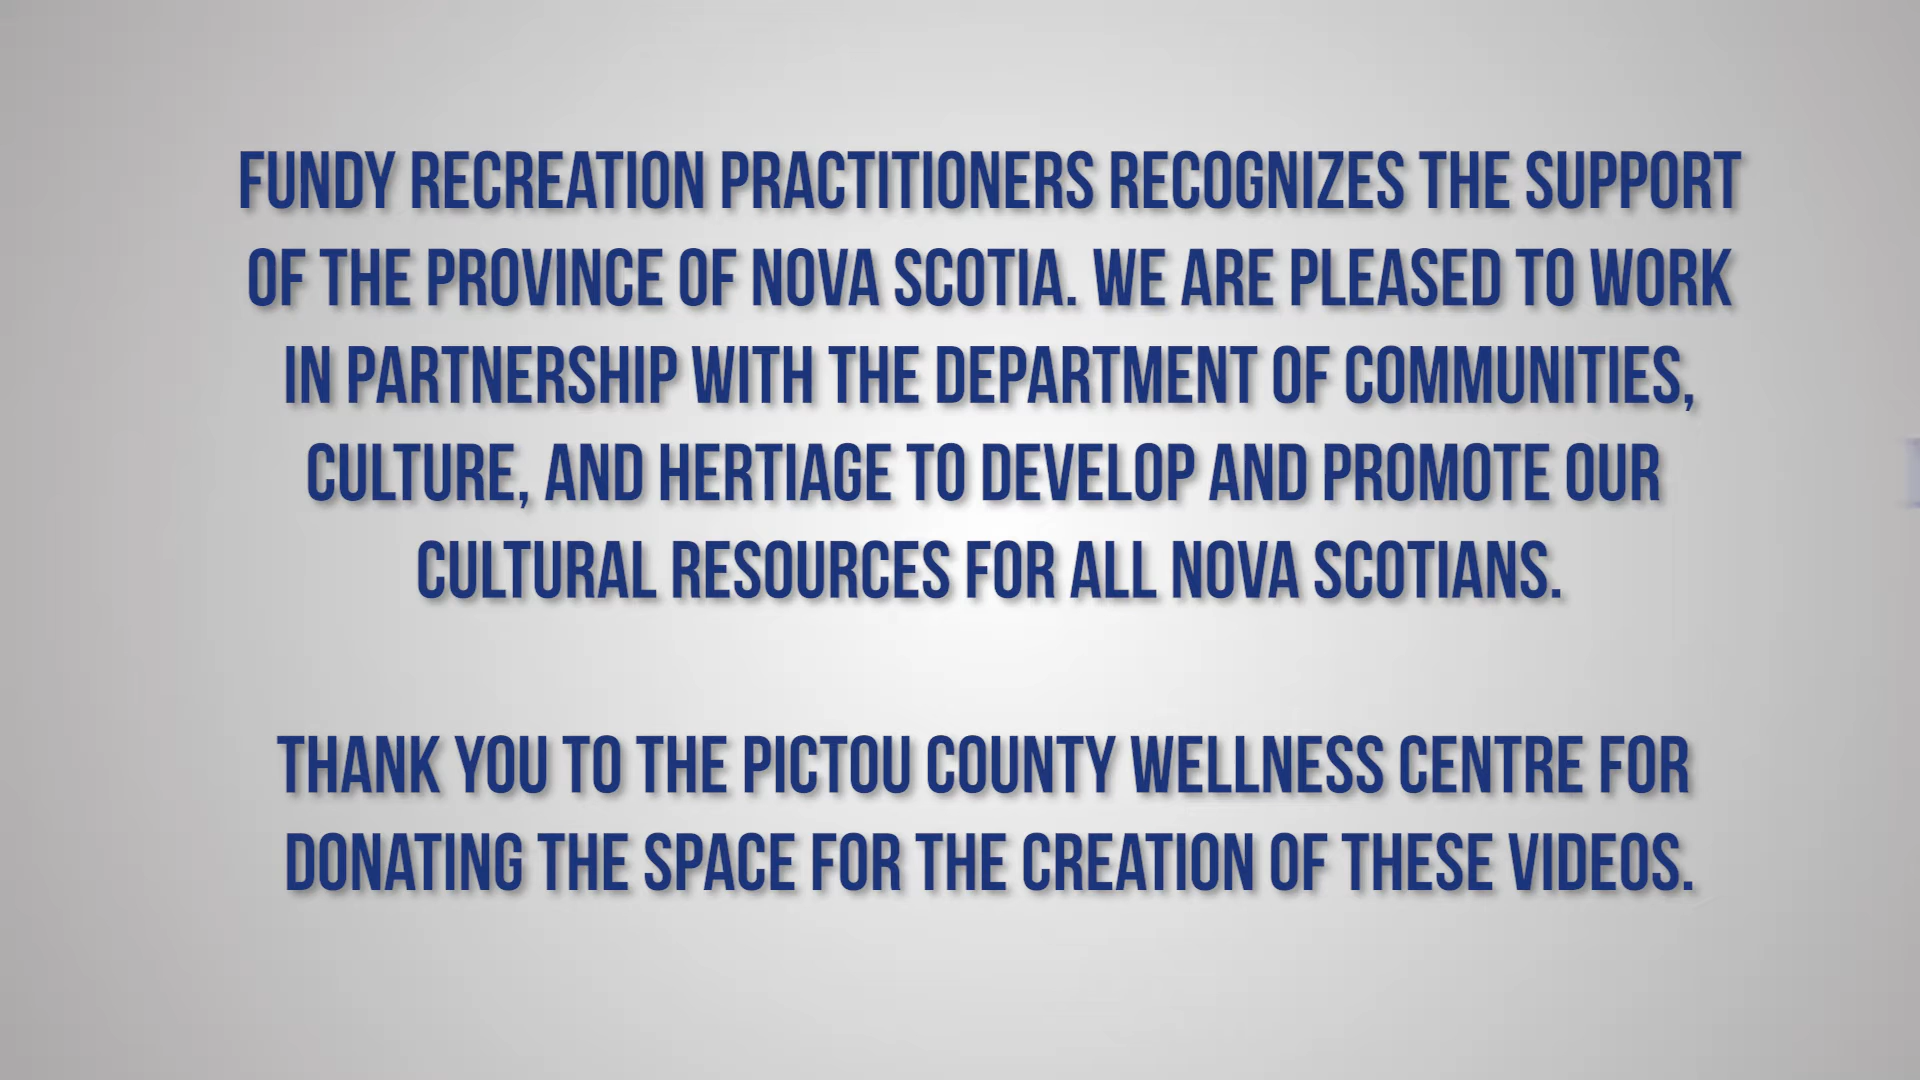 FUNDY RECREATION PRACTITIONERS RECOGNIZES THE SUPPORT
OF THE PROVINCE OF NOVA SCOTIA. WE ARE PLEASED TO WORK
IN PARTNERSHIP WITH THE DEPARTMENT OF COMMUNITIES,
CULTURE, AND HERTIAGE TO DEVELOP AND PROMOTE OUR
CULTURAL RESOURCES FOR ALL NOVA SCOTIANS.
THANK YOU TO THE PICTOU COUNTY WELLNESS CENTRE FOR
DONATING THE SPACE FOR THE CREATION OF THESE VIDEOS.